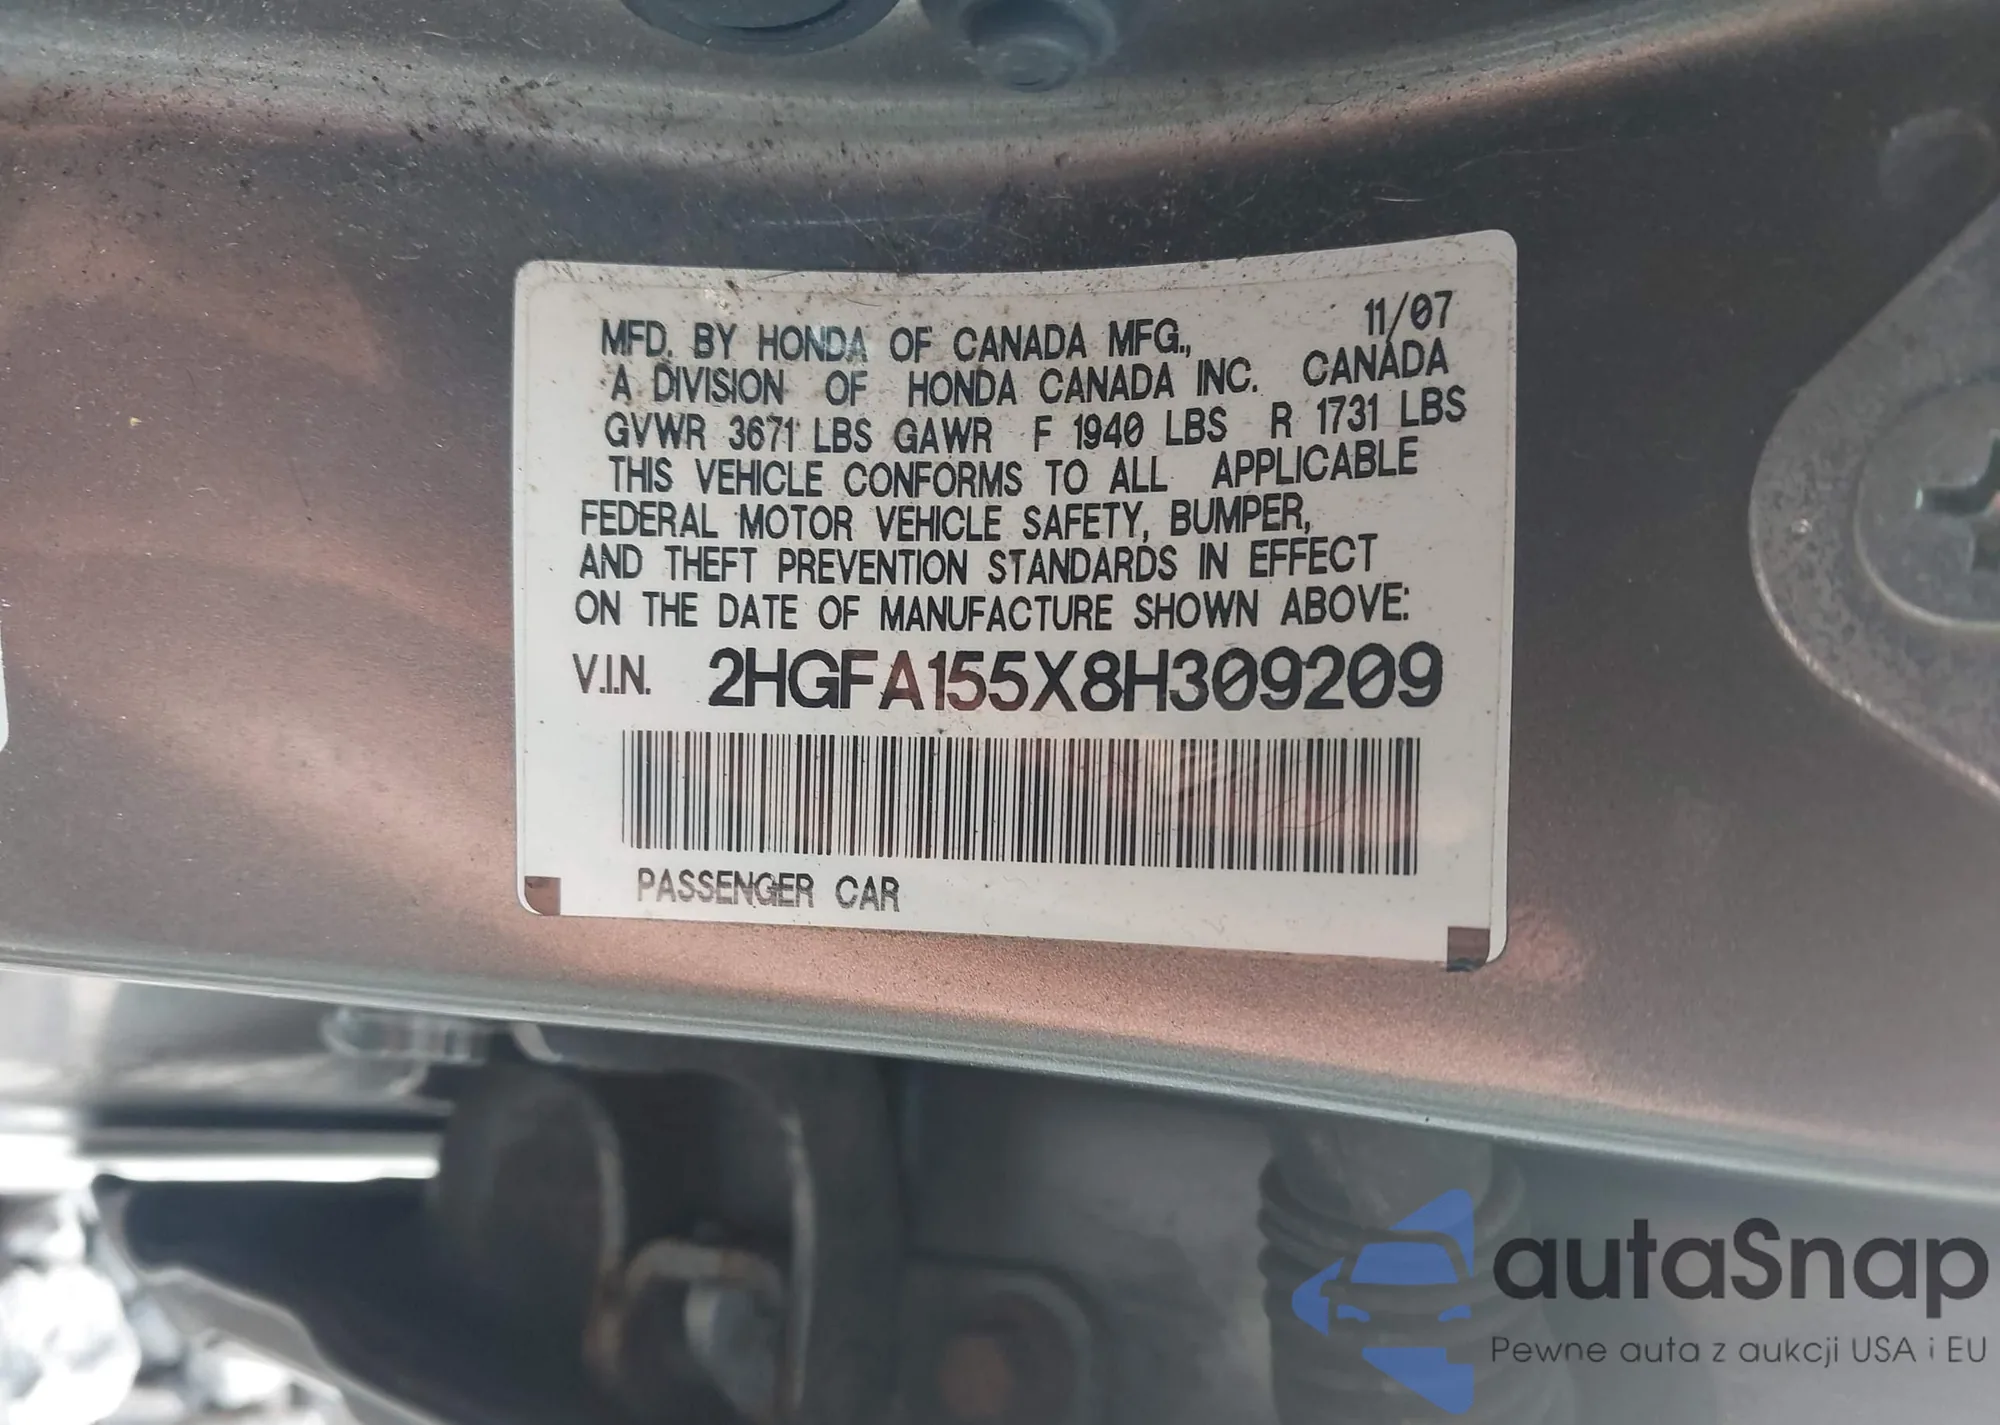 11/07
MFD. BY HONDA OF CANADA MFG.,
A DIVISION OF HONDA CANADA INC. CANADA
GVWR 3671 LBS GAWR F 1940 LBS R 1731 LBS
THIS VEHICLE CONFORMS TO ALL APPLICABLE
FEDERAL MOTOR VEHICLE SAFETY, BUMPER,
AND THEFT PREVENTION STANDARDS IN EFFECT
ON THE DATE OF MANUFACTURE SHOWN ABOVE:
V.I.N. 2HGFA155X8H309209
PASSENGER CAR
autaSnap
Pewne auta z aukcji USA i EU